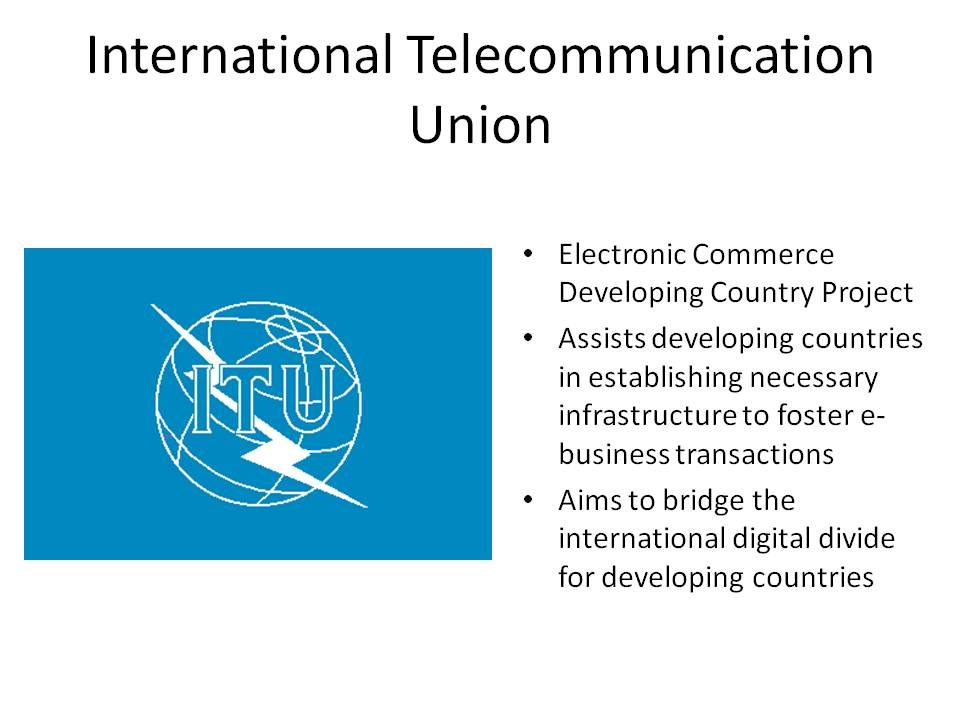 International Telecommunication
Union
ITU
• Electronic Commerce
Developing Country Project
• Assists developing countries
in establishing necessary
infrastructure to foster e-
business transactions
• Aims to bridge the
international digital divide
for developing countries